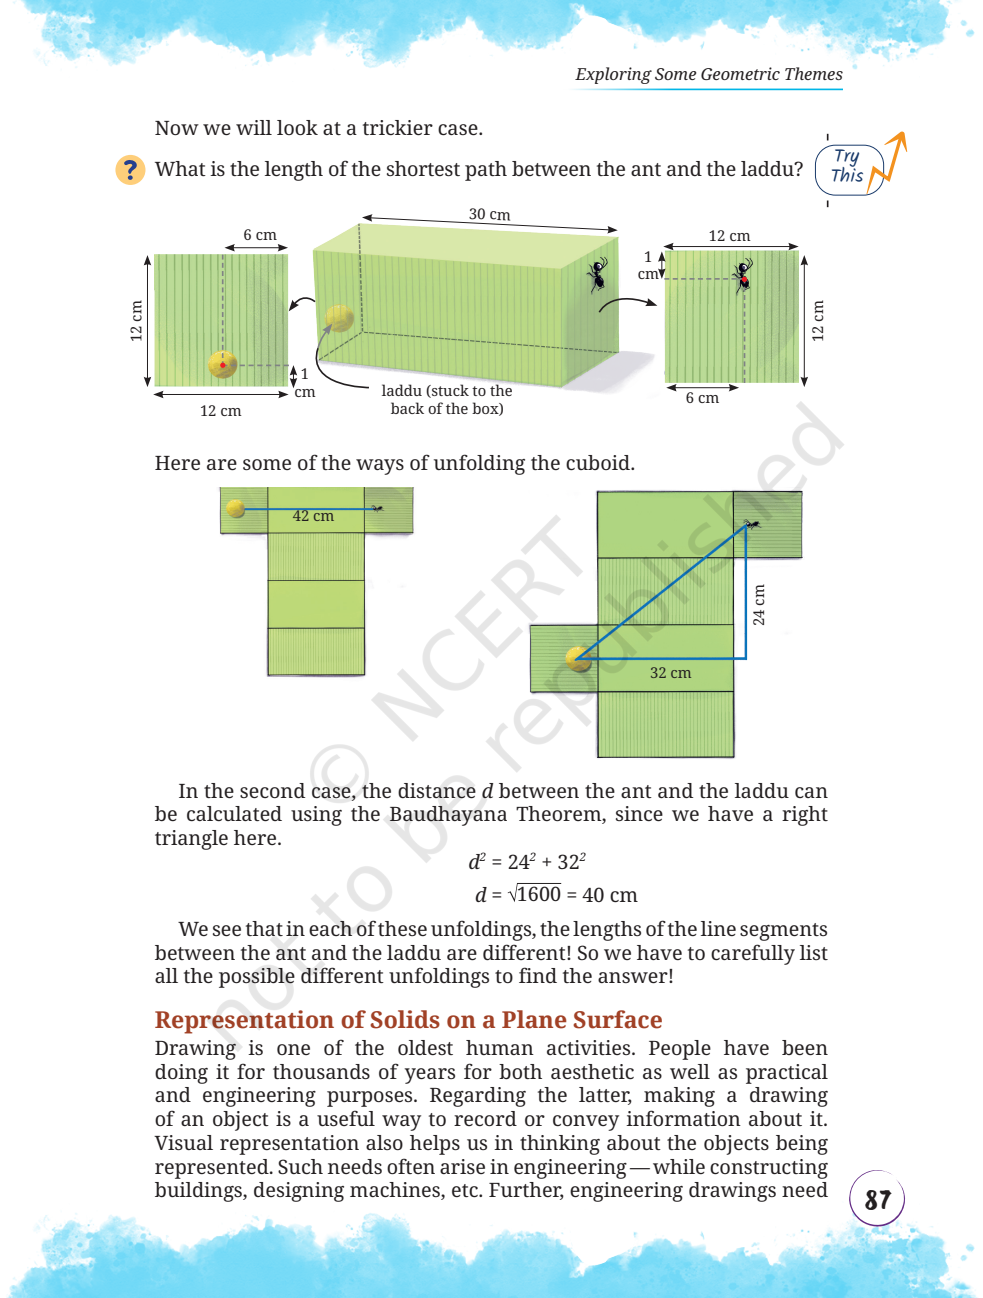 Exploring Some Geometric Themes
Now we will look at a trickier case.
? What is the length of the shortest path between the ant and the laddu?
Try
This
30 cm
6 cm
12 cm
1
cm
12 cm
12 cm
1
cm
laddu (stuck to the
back of the box)
6 cm
12 cm
Here are some of the ways of unfolding the cuboid.
42 cm
24 cm
32 cm
In the second case, the distance d between the ant and the laddu can
be calculated using the Baudhayana Theorem, since we have a right
triangle here.
d² = 24² + 32²
d = √1600 = 40 cm
We see that in each of these unfoldings, the lengths of the line segments
between the ant and the laddu are different! So we have to carefully list
all the possible different unfoldings to find the answer!
Representation of Solids on a Plane Surface
Drawing is one of the oldest human activities. People have been
doing it for thousands of years for both aesthetic as well as practical
and engineering purposes. Regarding the latter, making a drawing
of an object is a useful way to record or convey information about it.
Visual representation also helps us in thinking about the objects being
represented. Such needs often arise in engineering — while constructing
buildings, designing machines, etc. Further, engineering drawings need
87
© NCERT
not to be republished